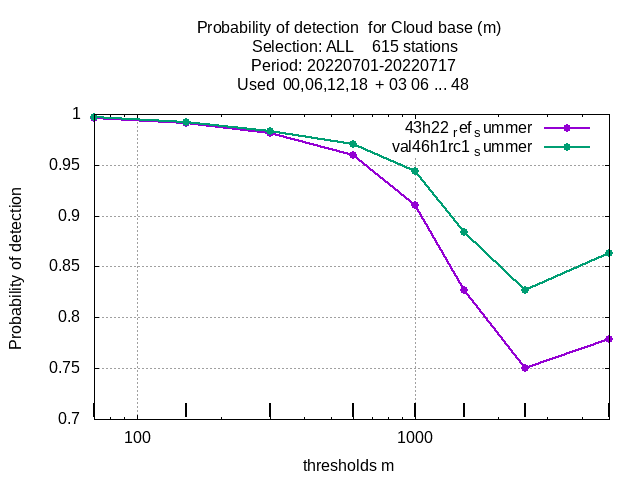 Probability of detection  for Cloud base (m)
Selection: ALL    615 stations
Period: 20220701-20220717
Used  00,06,12,18  + 03 06 ... 48
43h22 refsummer
val46h1rc1 summer
1
0.95
0.9
0.85
0.8
0.75
0.7
Probability of detection
100
1000
thresholds m